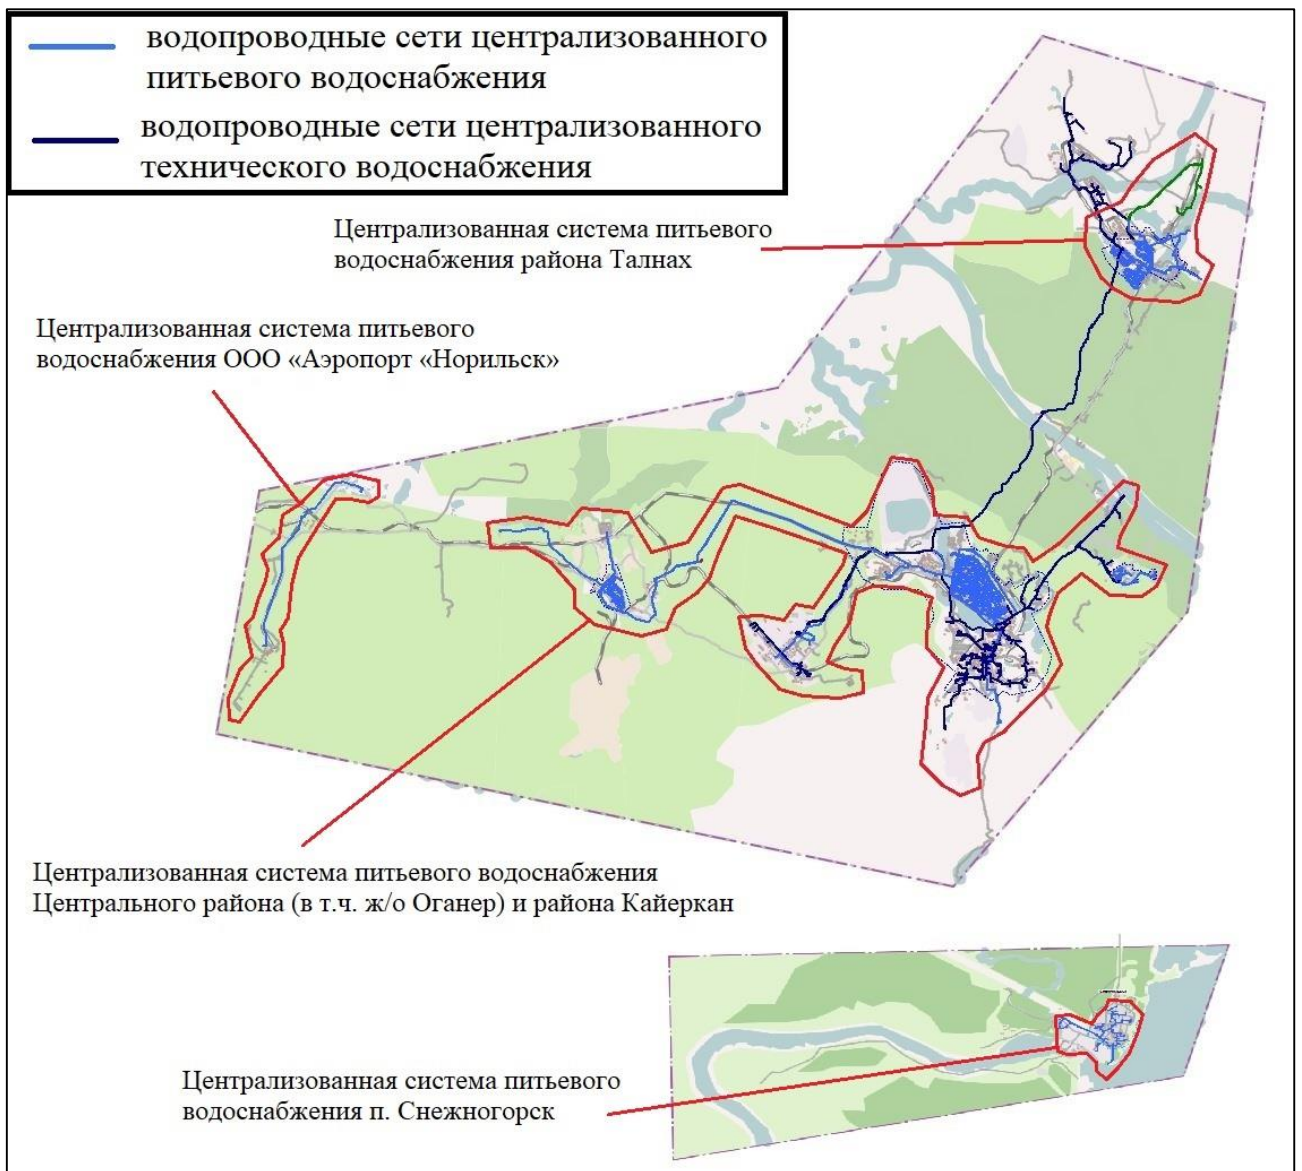 водопроводные сети централизованного
питьевого водоснабжения
водопроводные сети централизованного
технического водоснабжения
Централизованная система питьевого
водоснабжения района Талнах
Централизованная система питьевого
водоснабжения ООО «Аэропорт «Норильск»
Централизованная система питьевого водоснабжения
Центрального района (в т.ч. ж/о Оганер) и района Кайеркан
Централизованная система питьевого
водоснабжения п. Снежногорск